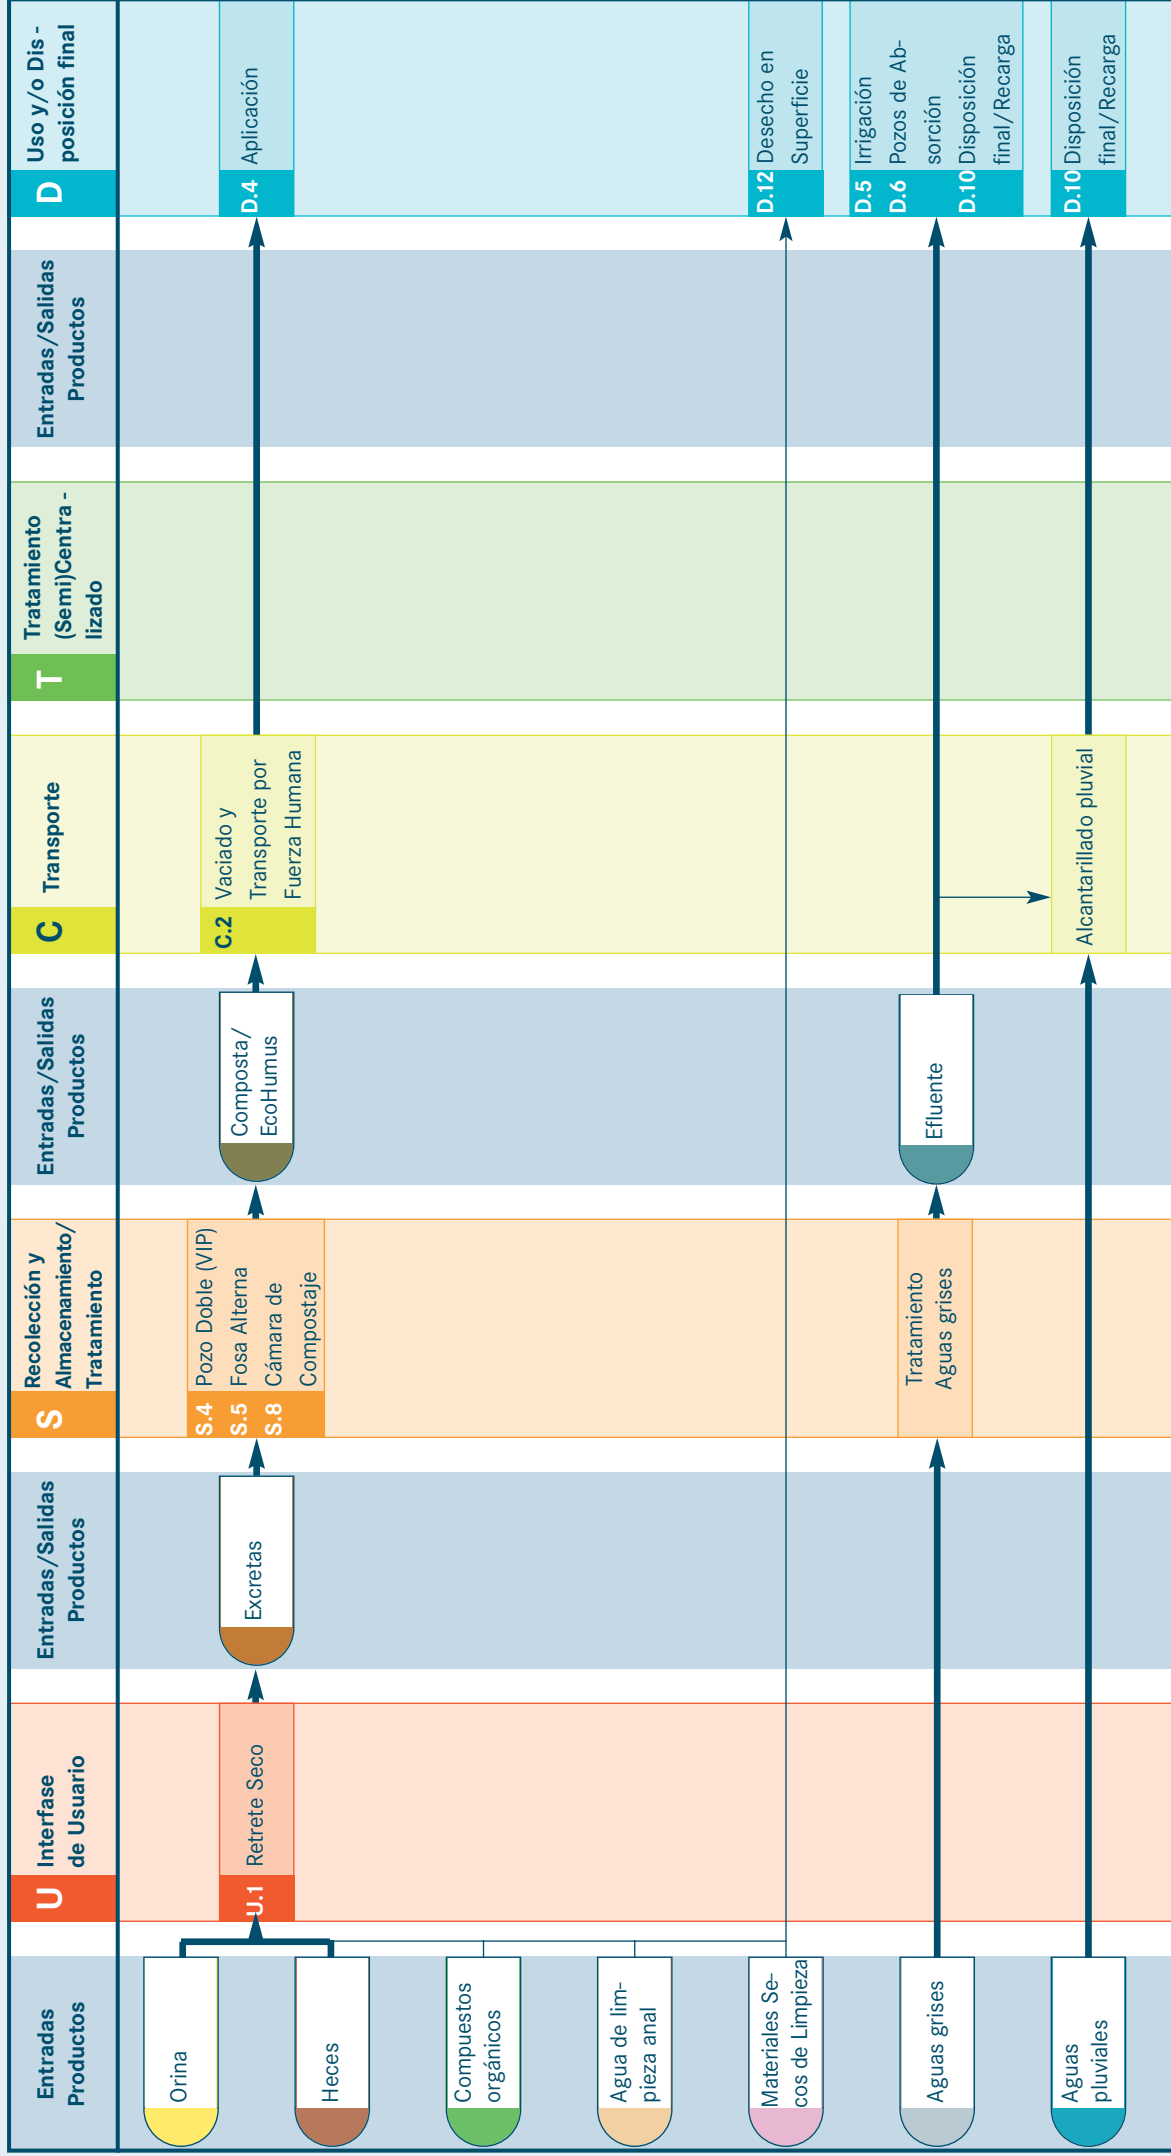 Entradas
Productos
U Interfase
de Usuario
Entradas/Salidas
Productos
S Recolección y
Almacenamiento/
Tratamiento
Entradas/Salidas
Productos
C Transporte
T Tratamiento
(Semi)Centra -
lizado
Entradas/Salidas
Productos
D Uso y/o Dis -
posición final
Orina
Heces
Compuestos
orgánicos
Agua de lim-
pieza anal
Materiales Se-
cos de Limpieza
Aguas grises
Aguas
pluviales
U.1 Retrete Seco
Excretas
S.4 Pozo Doble (VIP)
S.5 Fosa Alterna
S.8 Cámara de
Compostaje
Tratamiento
Aguas grises
Composta/
EcoHumus
Efluente
C.2 Vaciado y
Transporte por
Fuerza Humana
Alcantarillado pluvial
D.4 Aplicación
D.12 Desecho en
Superficie
D.5 Irrigación
D.6 Pozos de Ab-
sorción
D.10 Disposición
final/Recarga
D.10 Disposición
final/Recarga